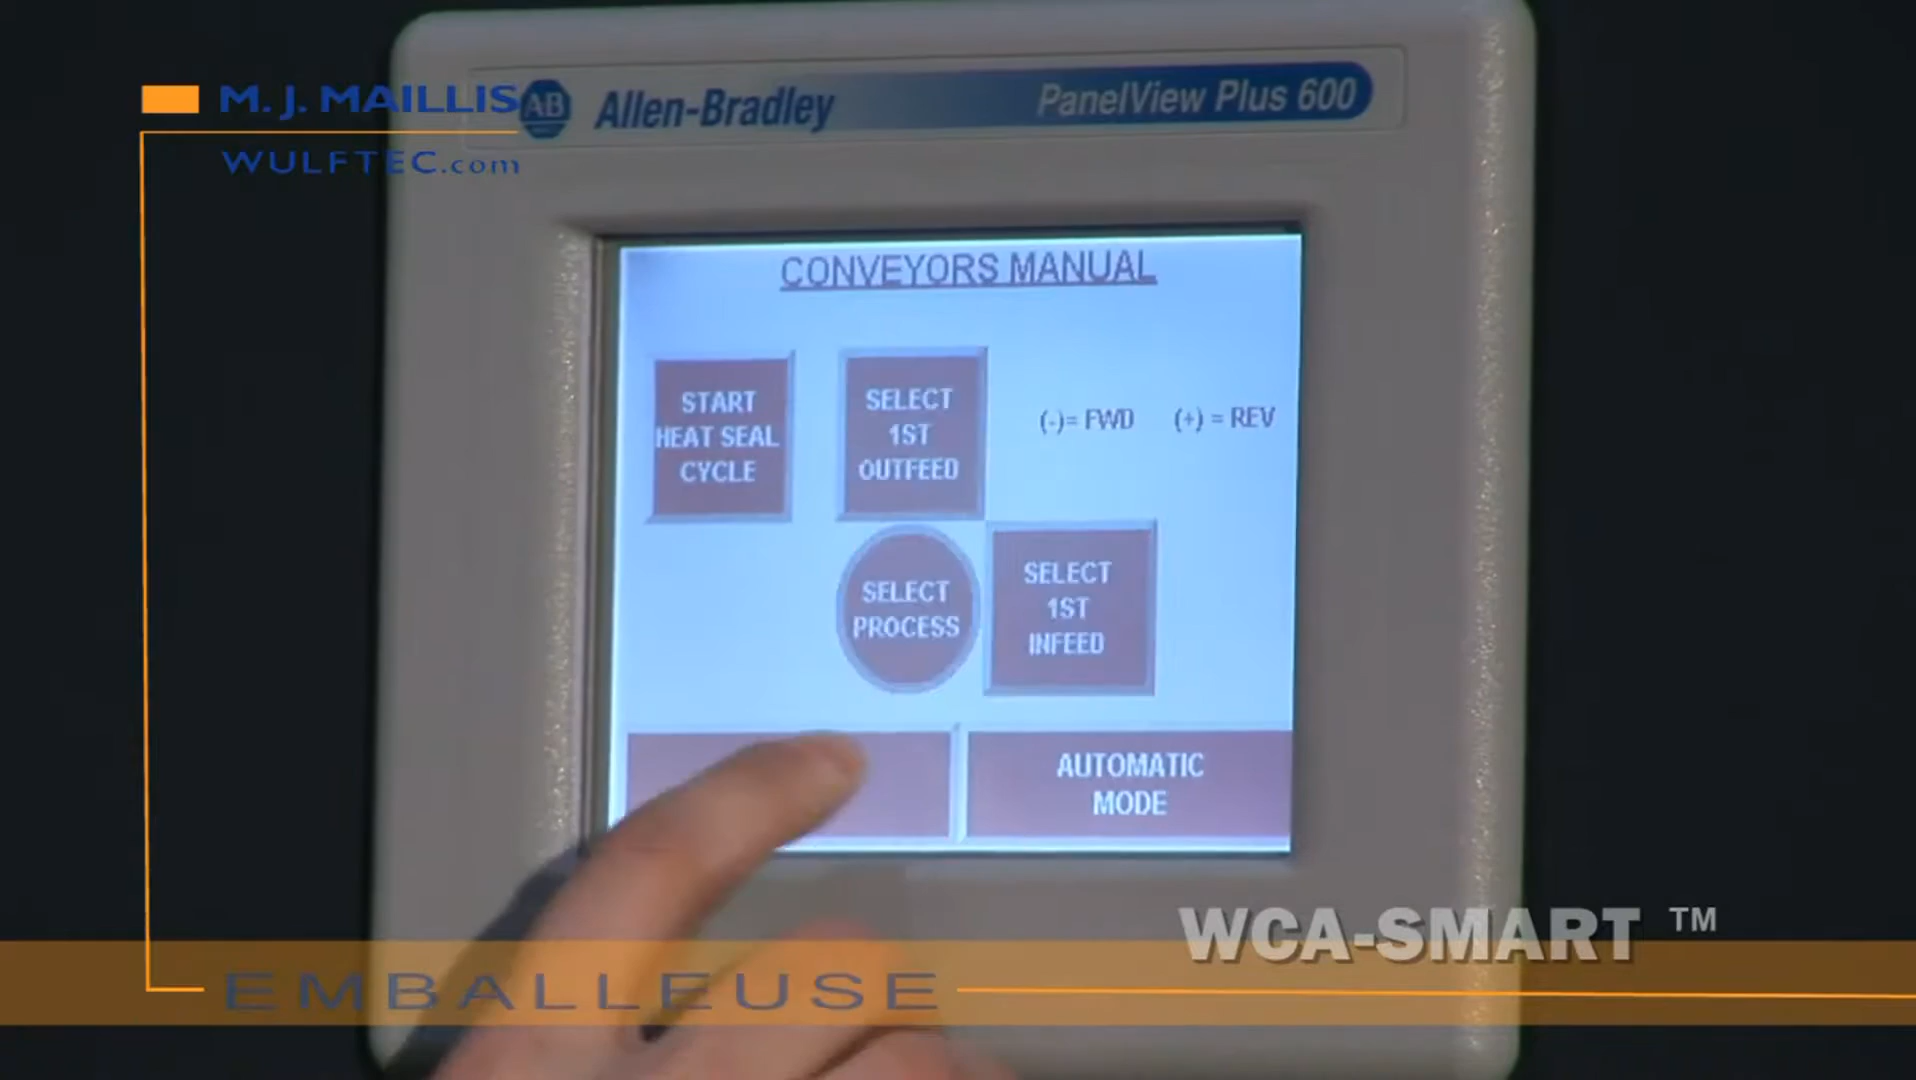 M. J. MAILLIS
WULFTEC.com
AB Allen-Bradley
PanelView Plus 600
CONVEYORS MANUAL
START
HEAT SEAL
CYCLE
SELECT
1ST
OUTFEED
(-)= FWD (+) = REV
SELECT
PROCESS
SELECT
1ST
INFEED
AUTOMATIC
MODE
WCA-SMART ™
EMBALLEUSE